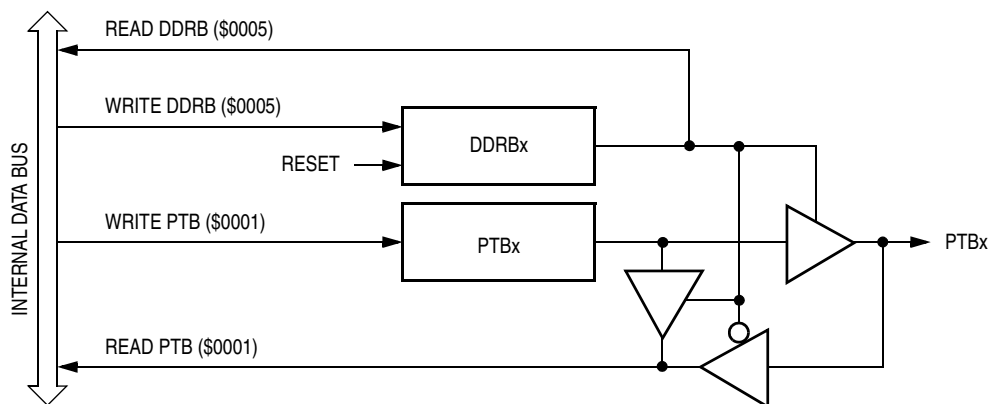 READ DDRB ($0005)
WRITE DDRB ($0005)
DDRBx
RESET
INTERNAL DATA BUS
WRITE PTB ($0001)
PTBx
PTBx
READ PTB ($0001)